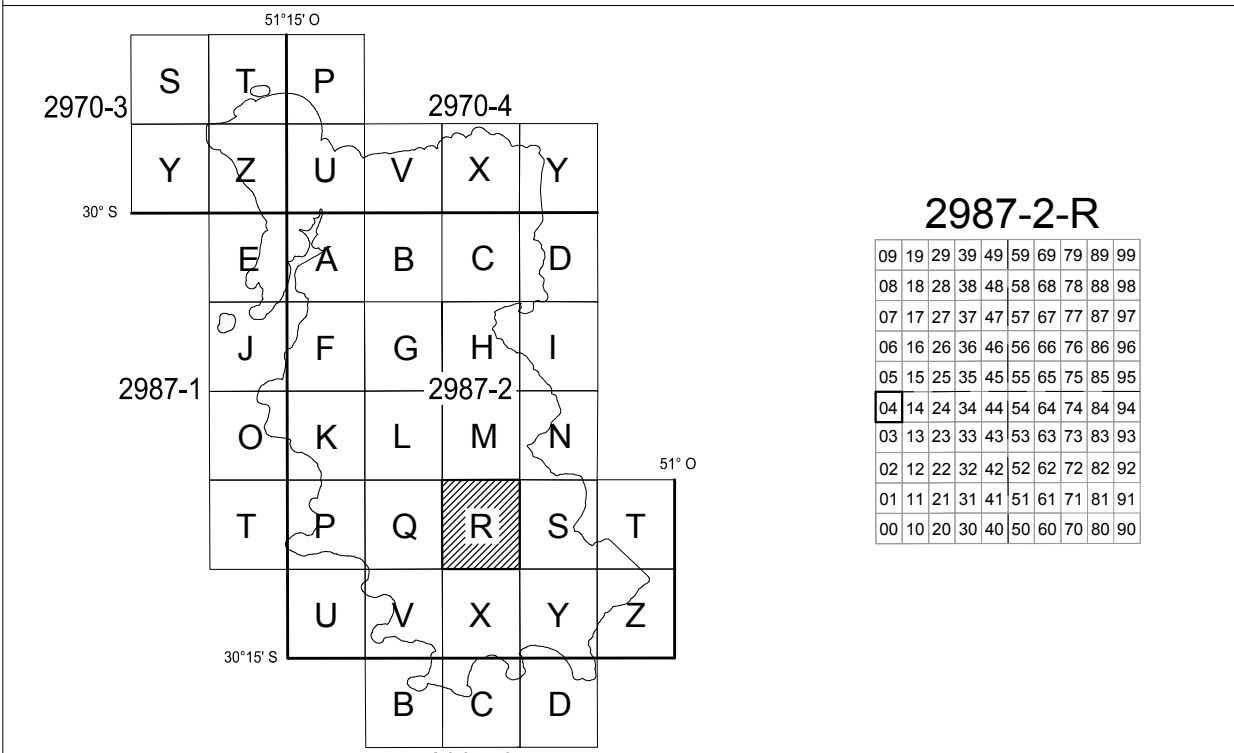 51°15' O
S T P
2970-3
2970-4
Y Z U V X Y
30° S
E A B C D
J F G H I
2987-1
2987-2
O K L M N
51° O
T P Q R S T
U V X Y Z
30°15' S
B C D
2987-2-R
09 19 29 39 49 59 69 79 89 99
08 18 28 38 48 58 68 78 88 98
07 17 27 37 47 57 67 77 87 97
06 16 26 36 46 56 66 76 86 96
05 15 25 35 45 55 65 75 85 95
04 14 24 34 44 54 64 74 84 94
03 13 23 33 43 53 63 73 83 93
02 12 22 32 42 52 62 72 82 92
01 11 21 31 41 51 61 71 81 91
00 10 20 30 40 50 60 70 80 90